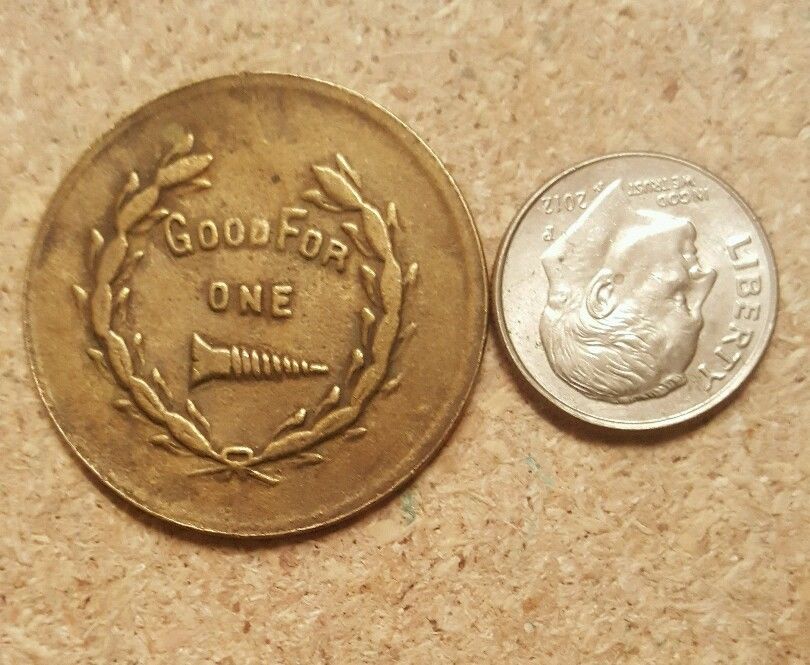 GOOD FOR
ONE
LIBERTY
IN GOD
WE TRUST
2012
P